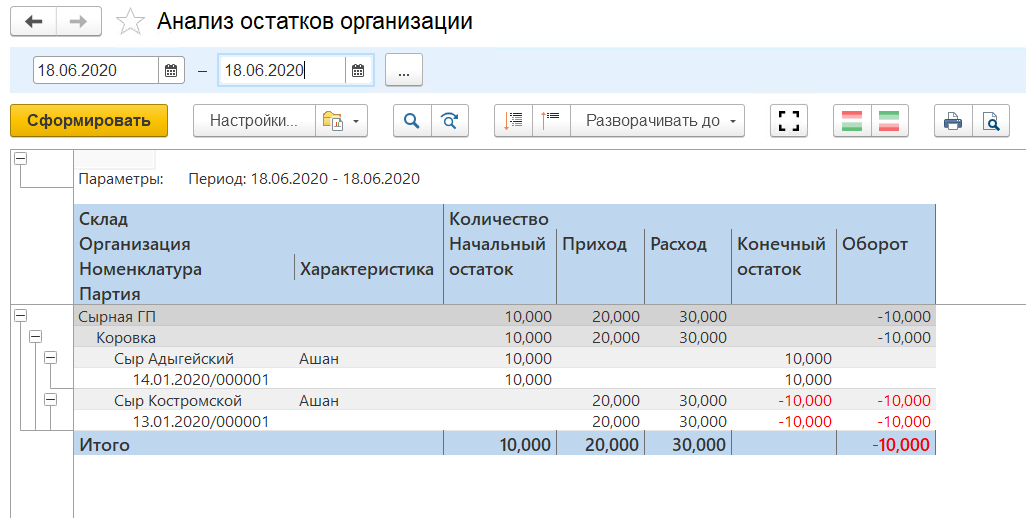 Анализ остатков организации
18.06.2020 – 18.06.2020 ...
Сформировать Настройки... Разворачивать до
Параметры: Период: 18.06.2020 - 18.06.2020
Склад Количество
Организация Начальный Приход Расход Конечный Оборот
Номенклатура Характеристика остаток остаток
Партия
Сырная ГП 10,000 20,000 30,000 -10,000
Коровка 10,000 20,000 30,000 -10,000
Сыр Адыгейский Ашан 10,000 10,000
14.01.2020/000001 10,000 10,000
Сыр Костромской Ашан 20,000 30,000 -10,000 -10,000
13.01.2020/000001 20,000 30,000 -10,000 -10,000
Итого 10,000 20,000 30,000 -10,000